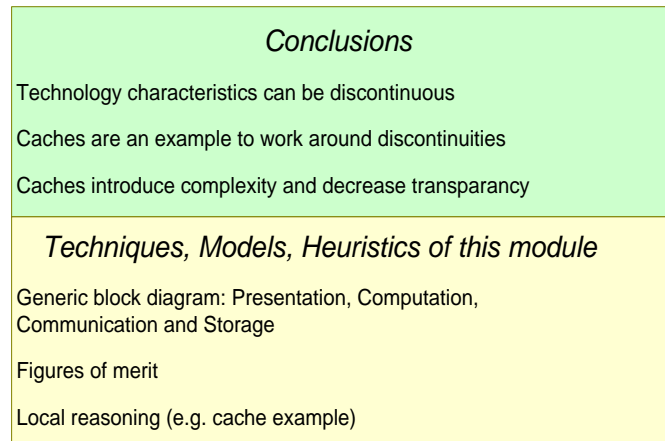 Conclusions
Technology characteristics can be discontinuous
Caches are an example to work around discontinuities
Caches introduce complexity and decrease transparancy
Techniques, Models, Heuristics of this module
Generic block diagram: Presentation, Computation,
Communication and Storage
Figures of merit
Local reasoning (e.g. cache example)